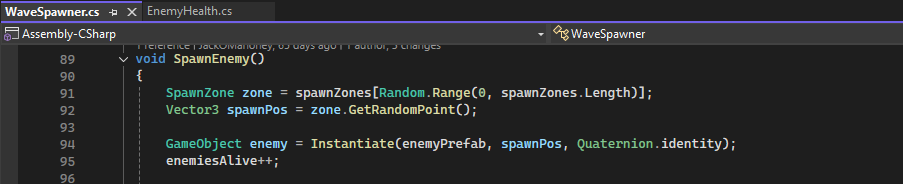 WaveSpawner.cs
EnemyHealth.cs
Assembly-CSharp
WaveSpawner
1 reference | JackOMahoney, 63 days ago | 1 author, 3 changes
89 void SpawnEnemy()
90 {
91 SpawnZone zone = spawnZones[Random.Range(0, spawnZones.Length)];
92 Vector3 spawnPos = zone.GetRandomPoint();
93
94 GameObject enemy = Instantiate(enemyPrefab, spawnPos, Quaternion.identity);
95 enemiesAlive++;
96